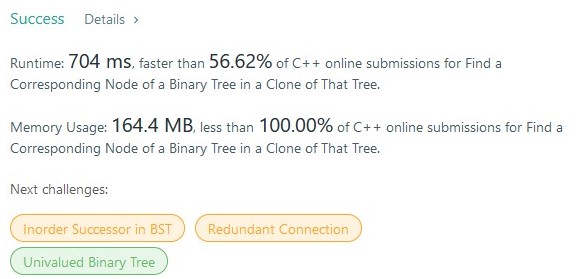 Success Details >
Runtime: 704 ms, faster than 56.62% of C++ online submissions for Find a
Corresponding Node of a Binary Tree in a Clone of That Tree.
Memory Usage: 164.4 MB, less than 100.00% of C++ online submissions for Find a
Corresponding Node of a Binary Tree in a Clone of That Tree.
Next challenges:
Inorder Successor in BST Redundant Connection
Univalued Binary Tree